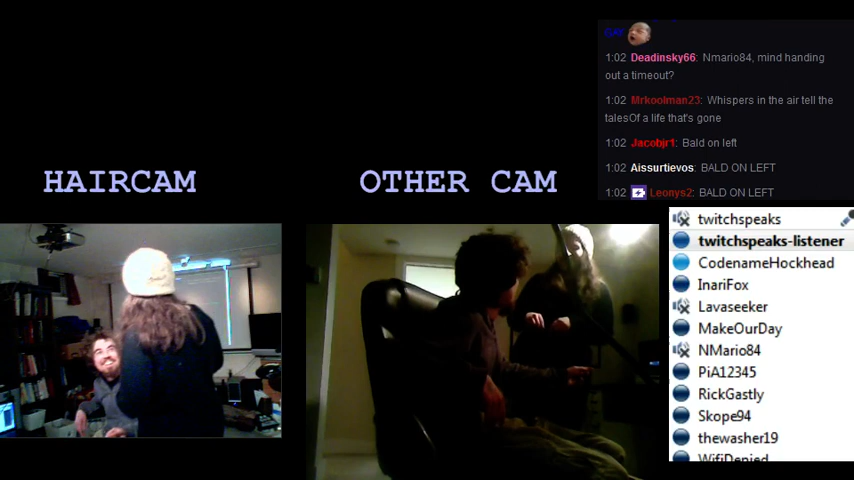 1:02 Deadinsky66: Nmario84, mind handing
out a timeout?
1:02 Mrkoolman23: Whispers in the air tell the
talesOf a life that's gone
1:02 Jacobjr1: Bald on left
1:02 Aissurtievos: BALD ON LEFT
1:02 Leonys2: BALD ON LEFT
HAIRCAM
OTHER CAM
twitchspeaks
twitchspeaks-listener
CodenameHockhead
InariFox
Lavaseeker
MakeOurDay
NMario84
PiA12345
RickGastly
Skope94
thewasher19
WifiDenied